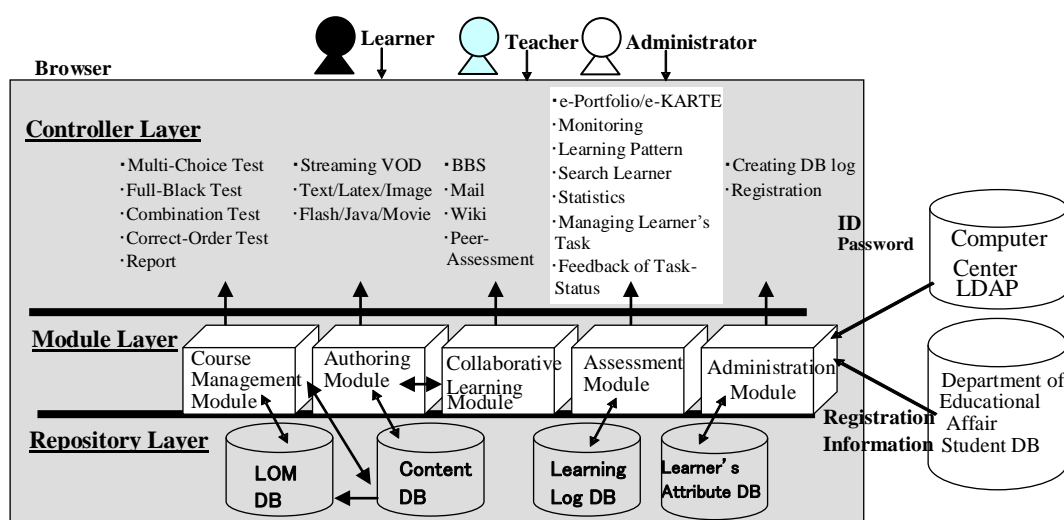 Learner
Teacher
Administrator
Browser
Controller Layer
・Multi-Choice Test
・Full-Black Test
・Combination Test
・Correct-Order Test
・Report
・Streaming VOD
・Text/Latex/Image
・Flash/Java/Movie
・BBS
・Mail
・Wiki
・Peer-
Assessment
・e-Portfolio/e-KARTE
・Monitoring
・Learning Pattern
・Search Learner
・Statistics
・Managing Learner's
Task
・Feedback of Task-
Status
・Creating DB log
・Registration
ID
Password
Computer
Center
LDAP
Module Layer
Course
Management
Module
Authoring
Module
Collaborative
Learning
Module
Assessment
Module
Administration
Module
Department of
Educational
Affair
Student DB
Registration
Information
Repository Layer
LOM
DB
Content
DB
Learning
Log DB
Learner's
Attribute DB